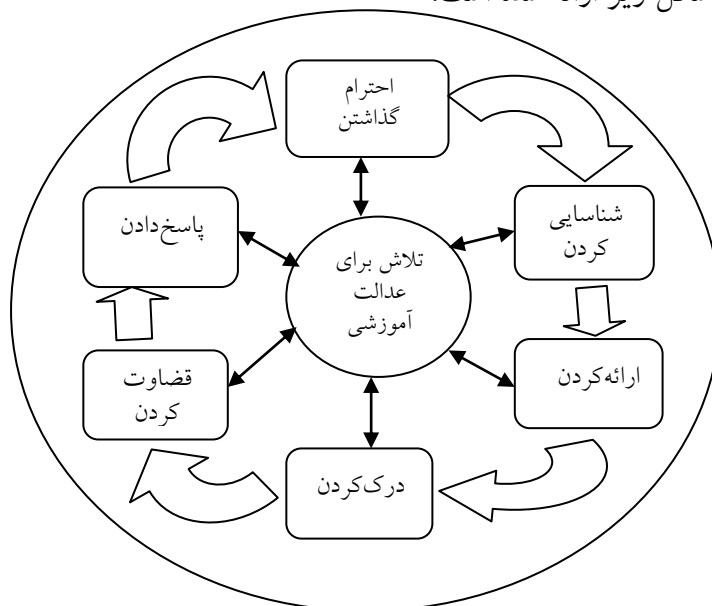 احترام
گذاشتن
شناسایی
کردن
ارائه‌کردن
درک‌کردن
قضاوت
کردن
پاسخ‌دادن
تلاش برای
عدالت
آموزشی